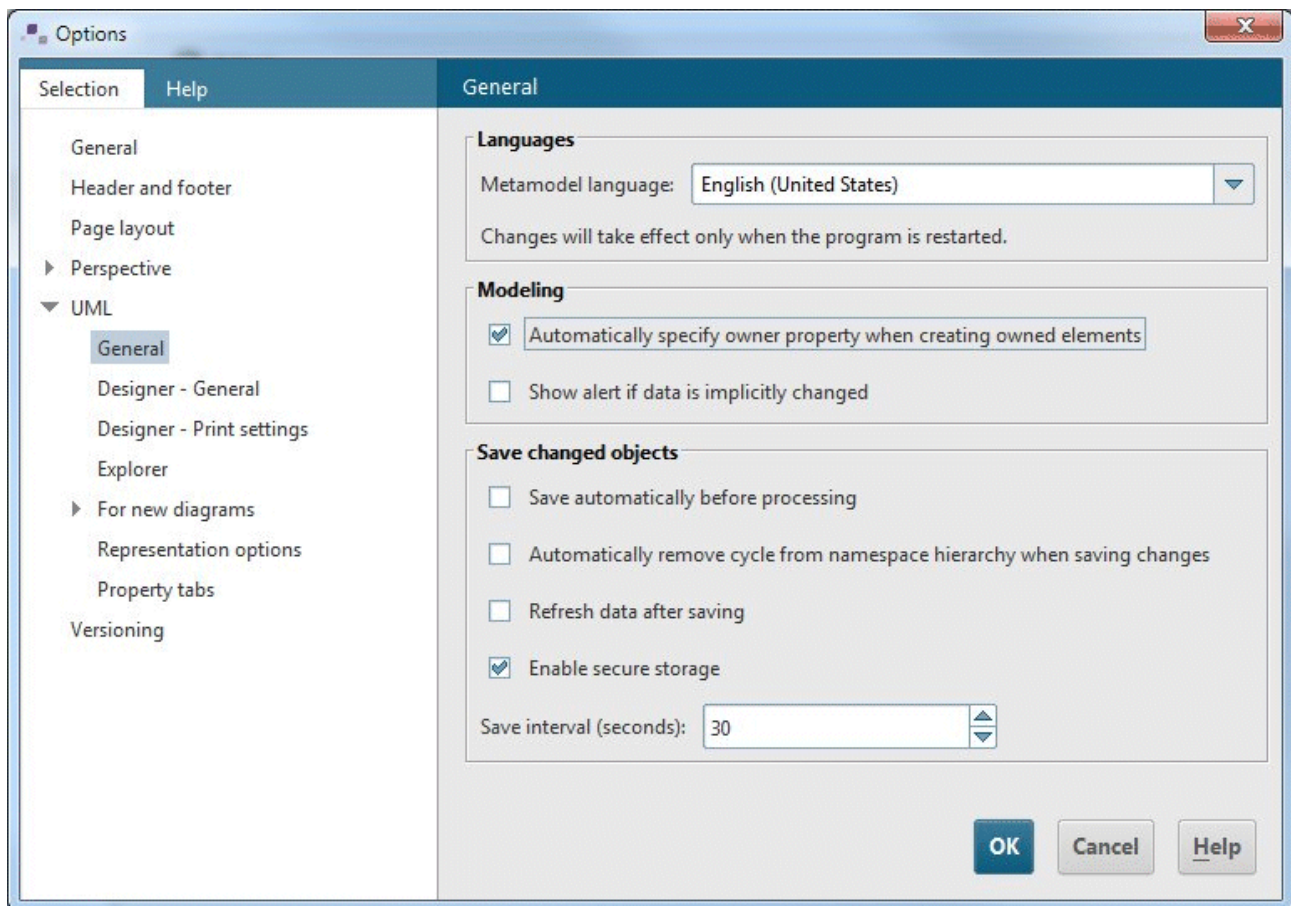 Options
Selection
Help
General
General
Header and footer
Page layout
Perspective
UML
General
Designer - General
Designer - Print settings
Explorer
For new diagrams
Representation options
Property tabs
Versioning
Languages
Metamodel language: English (United States)
Changes will take effect only when the program is restarted.
Modeling
Automatically specify owner property when creating owned elements
Show alert if data is implicitly changed
Save changed objects
Save automatically before processing
Automatically remove cycle from namespace hierarchy when saving changes
Refresh data after saving
Enable secure storage
Save interval (seconds): 30
OK
Cancel
Help